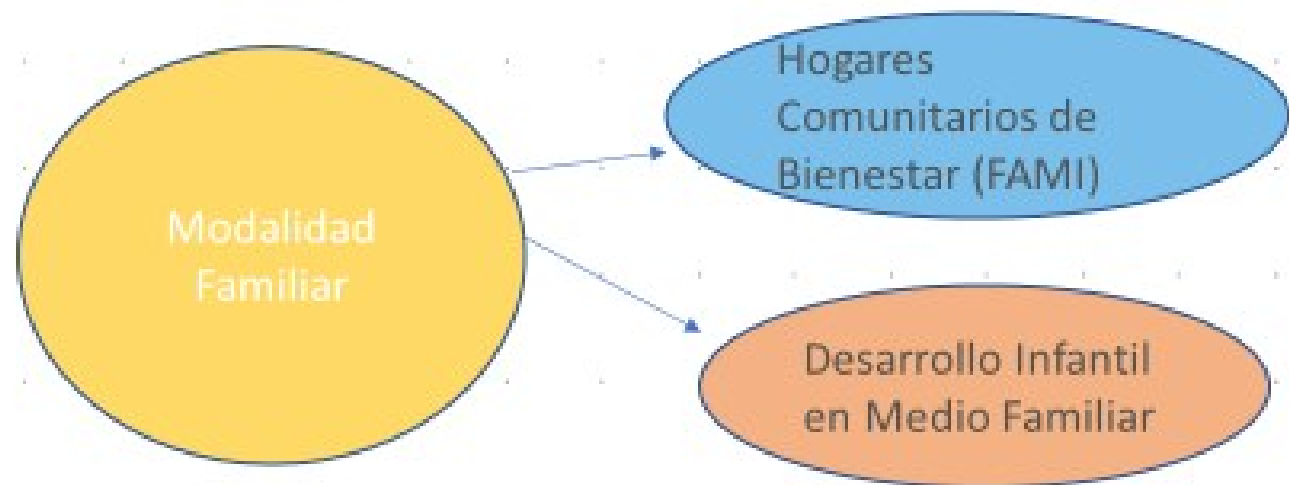 Modalidad
Familiar
Hogares
Comunitarios de
Bienestar (FAMI)
Desarrollo Infantil
en Medio Familiar